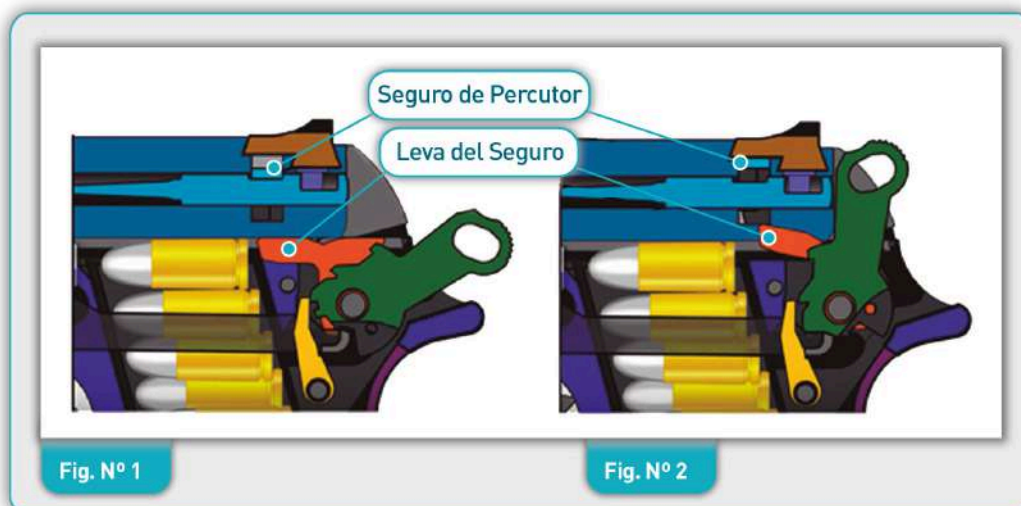 Seguro de Percutor
Leva del Seguro
Fig. Nº 1
Fig. Nº 2